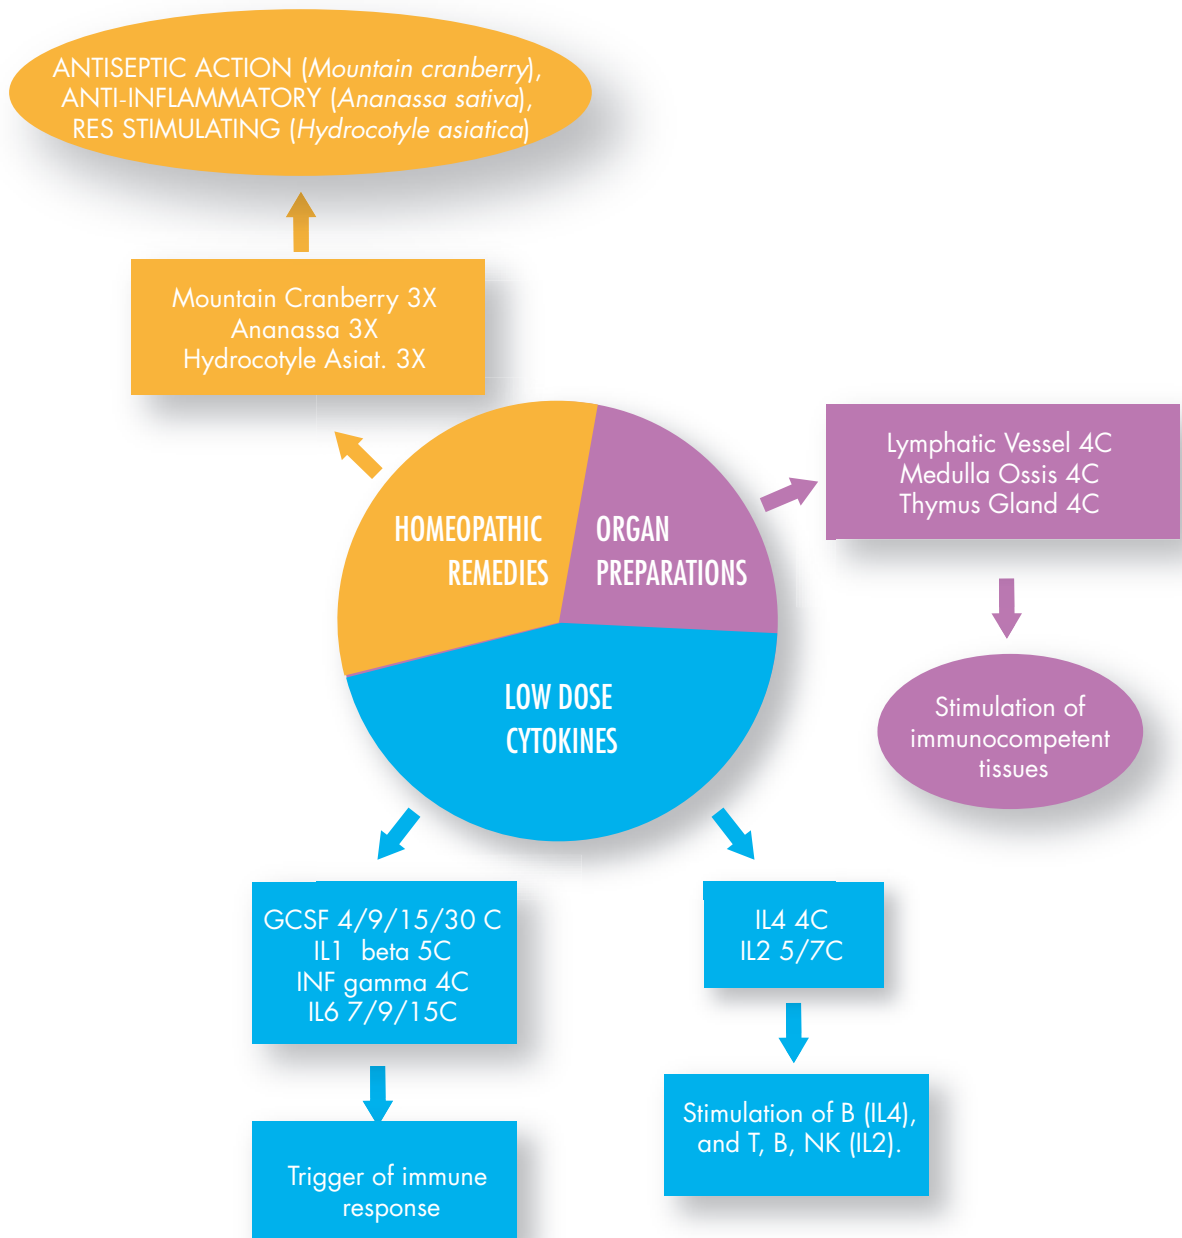 ANTISEPTIC ACTION (Mountain cranberry),
ANTI-INFLAMMATORY (Ananassa sativa),
RES STIMULATING (Hydrocotyle asiatica)
Mountain Cranberry 3X
Ananassa 3X
Hydrocotyle Asiat. 3X
Lymphatic Vessel 4C
Medulla Ossis 4C
Thymus Gland 4C
HOMEOPATHIC
REMEDIES
ORGAN
PREPARATIONS
LOW DOSE
CYTOKINES
Stimulation of
immunocompetent
tissues
GCSF 4/9/15/30 C
IL1 beta 5C
INF gamma 4C
IL6 7/9/15C
IL4 4C
IL2 5/7C
Trigger of immune
response
Stimulation of B (IL4),
and T, B, NK (IL2).